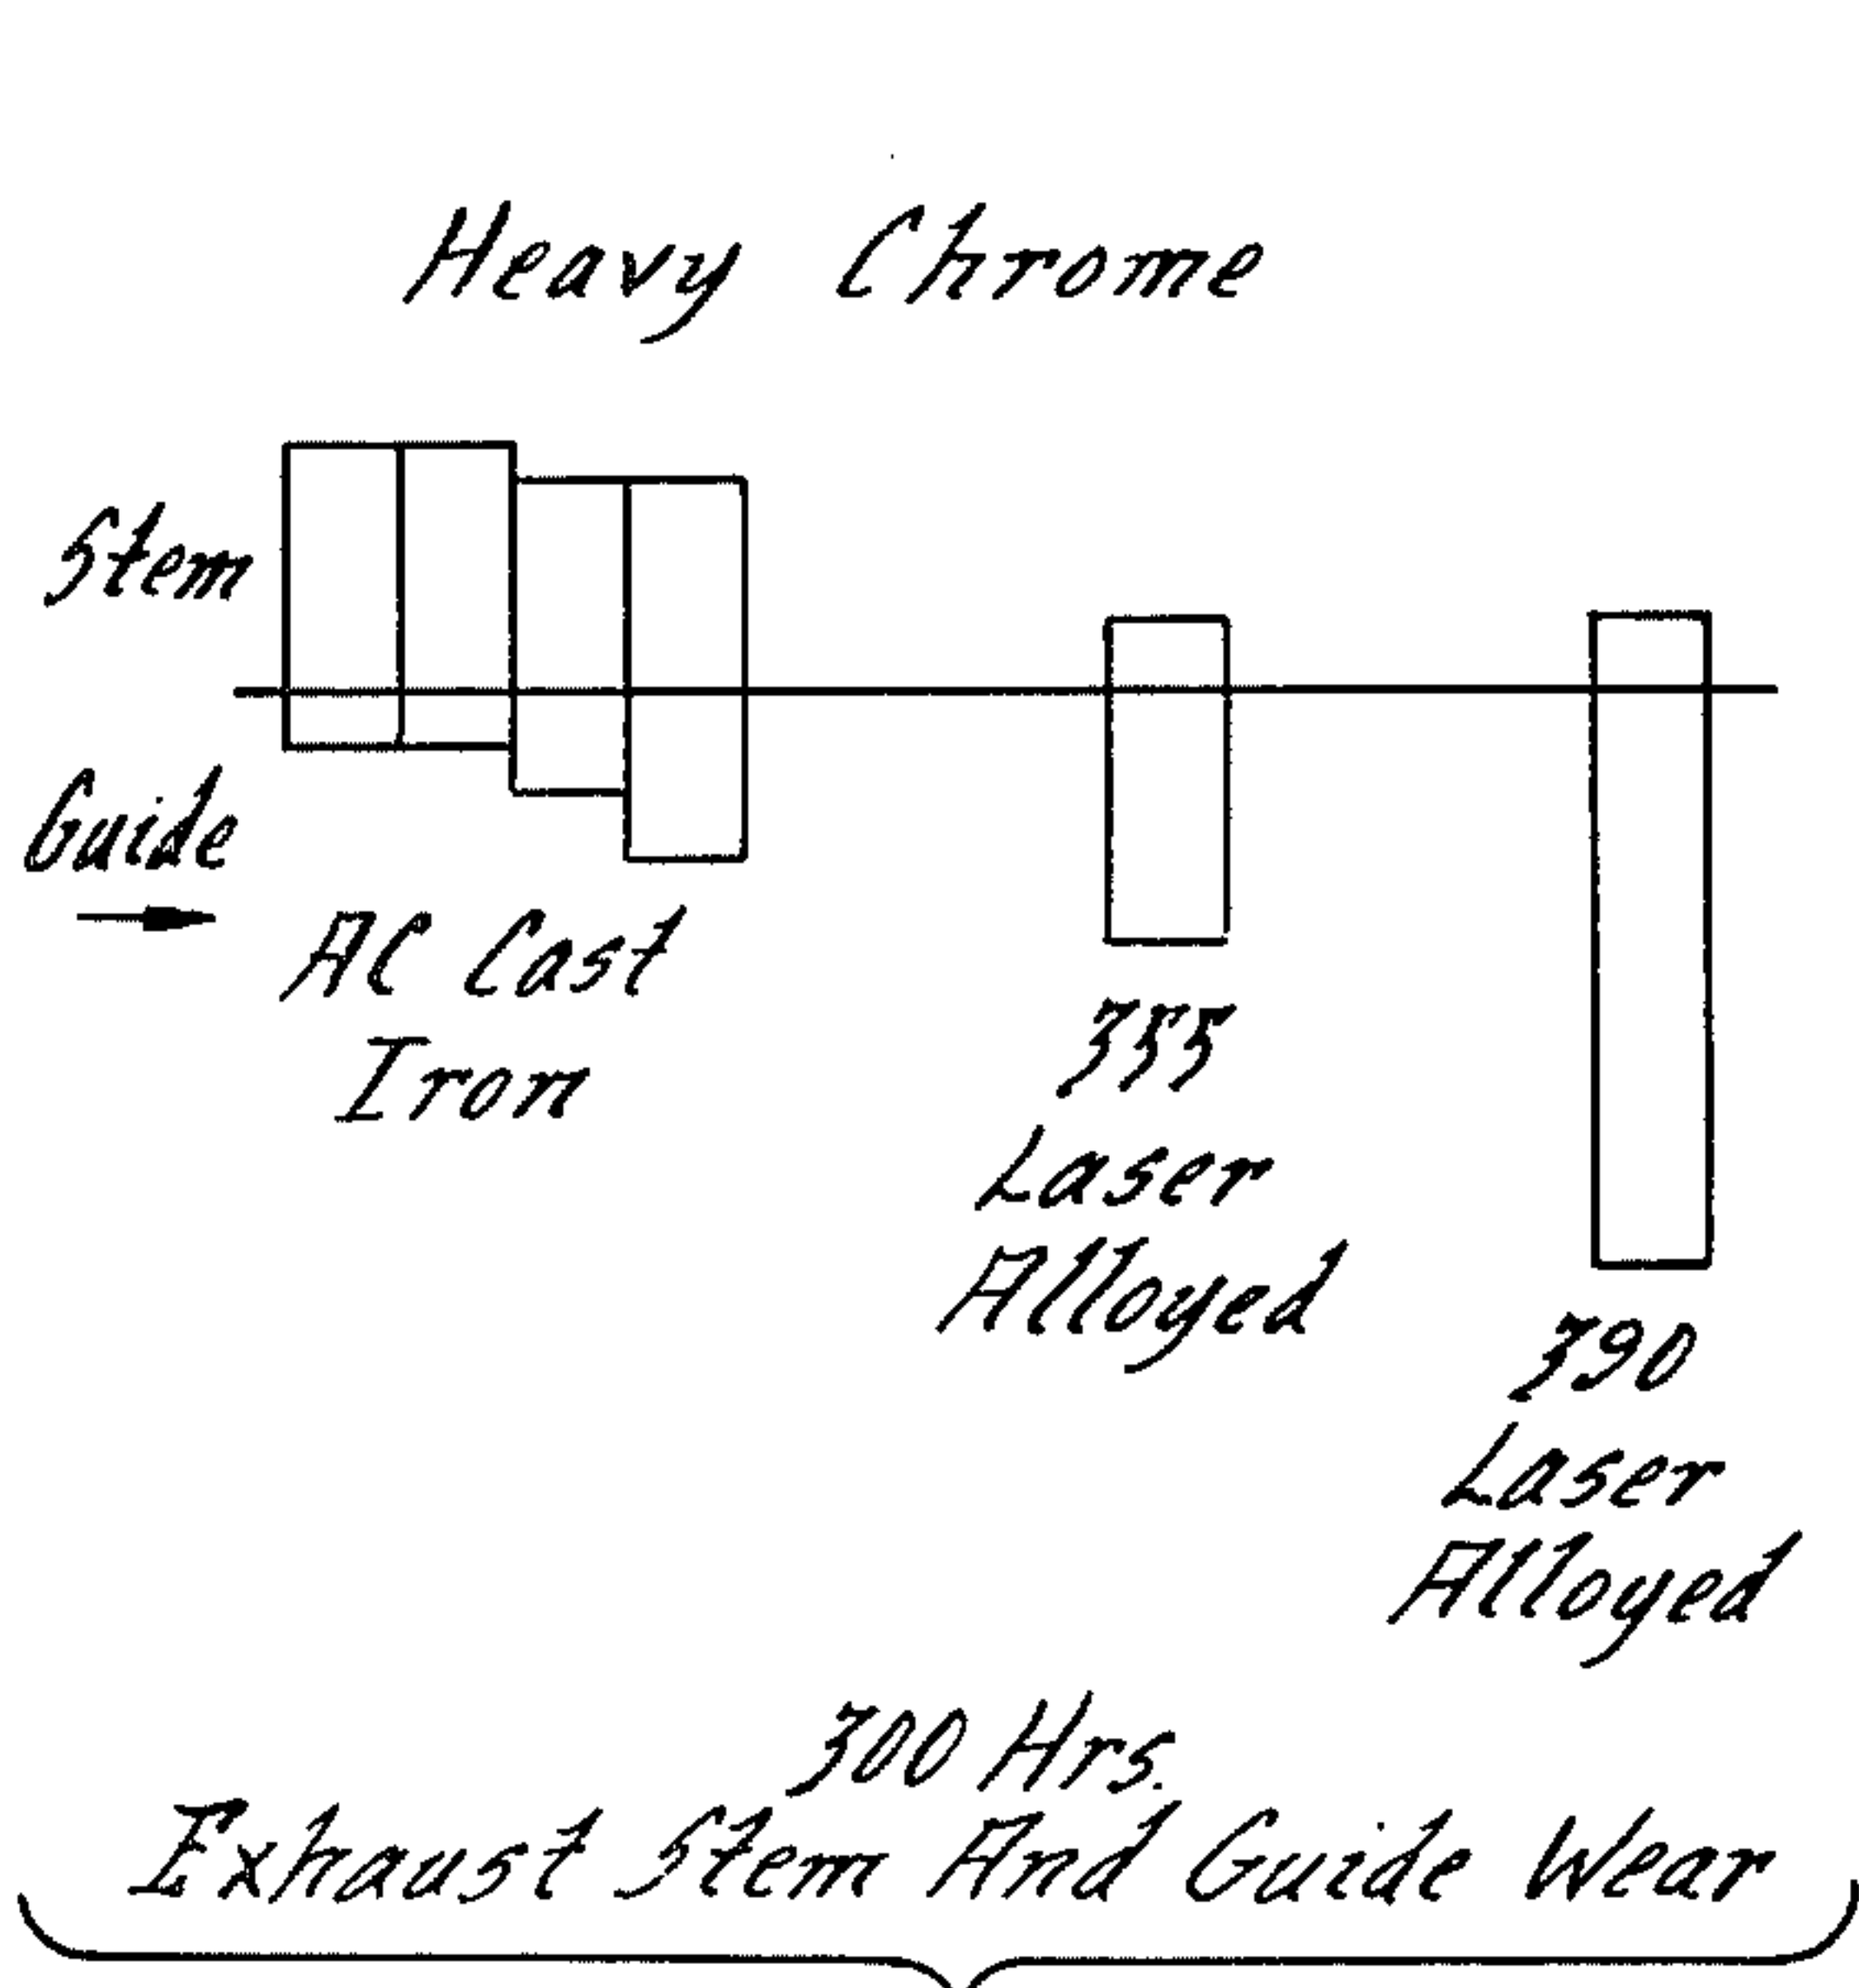 Heavy Chrome
Stem
Guide
AC Cast
Iron
355
Laser
Alloyed
390
Laser
Alloyed
300 Hrs.
Exhaust Stem And Guide Wear